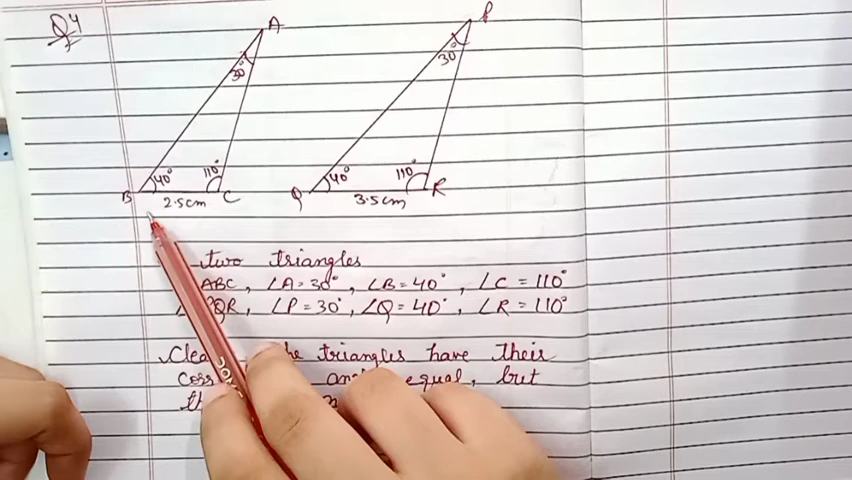 Q4
A
P
30°
30°
40°
110°
40°
110°
B
2.5cm
C
Q
3.5cm
R
two triangles
ABC, ∠A = 30°, ∠B = 40°, ∠C = 110°
PQR, ∠P = 30°, ∠Q = 40°, ∠R = 110°
the triangles have their
equal, but